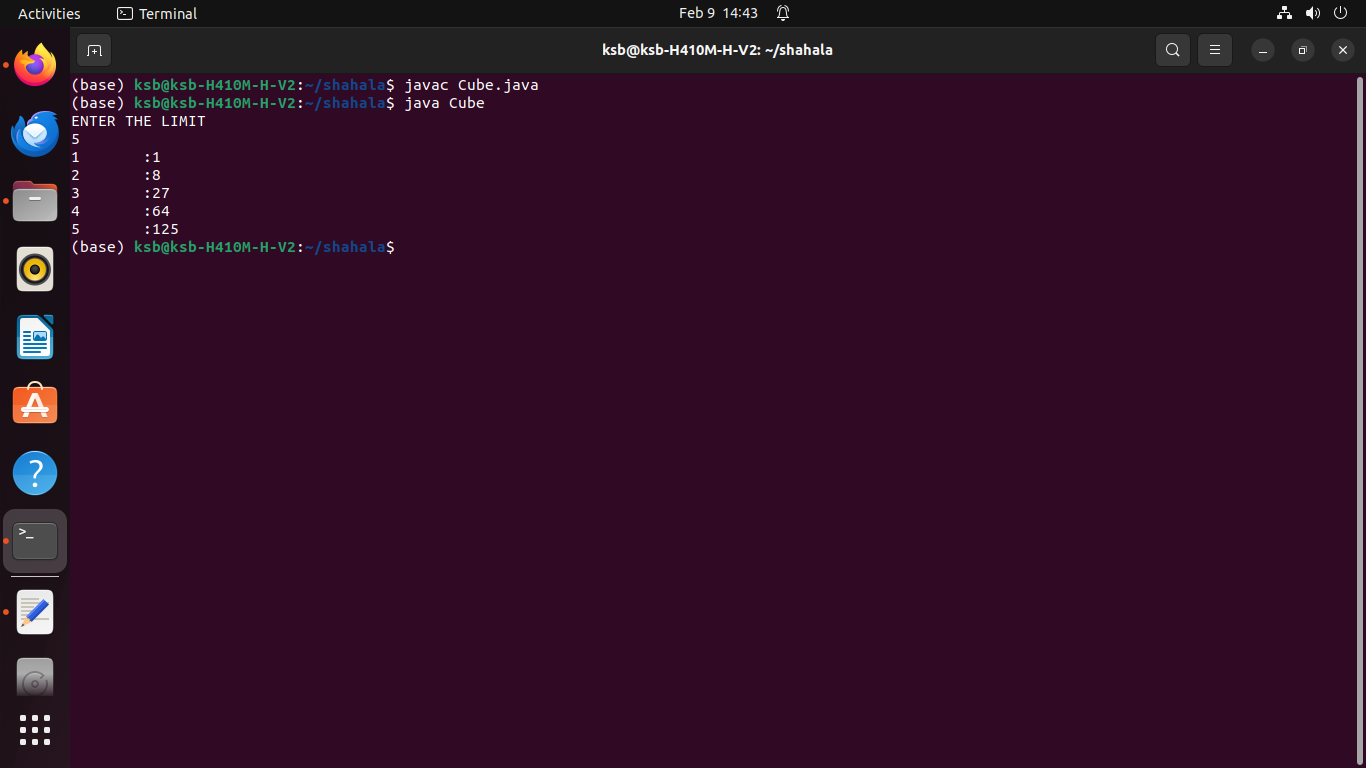 Activities Terminal Feb 9 14:43
ksb@ksb-H410M-H-V2: ~/shahala
(base) ksb@ksb-H410M-H-V2:~/shahala$ javac Cube.java
(base) ksb@ksb-H410M-H-V2:~/shahala$ java Cube
ENTER THE LIMIT
5
1 :1
2 :8
3 :27
4 :64
5 :125
(base) ksb@ksb-H410M-H-V2:~/shahala$